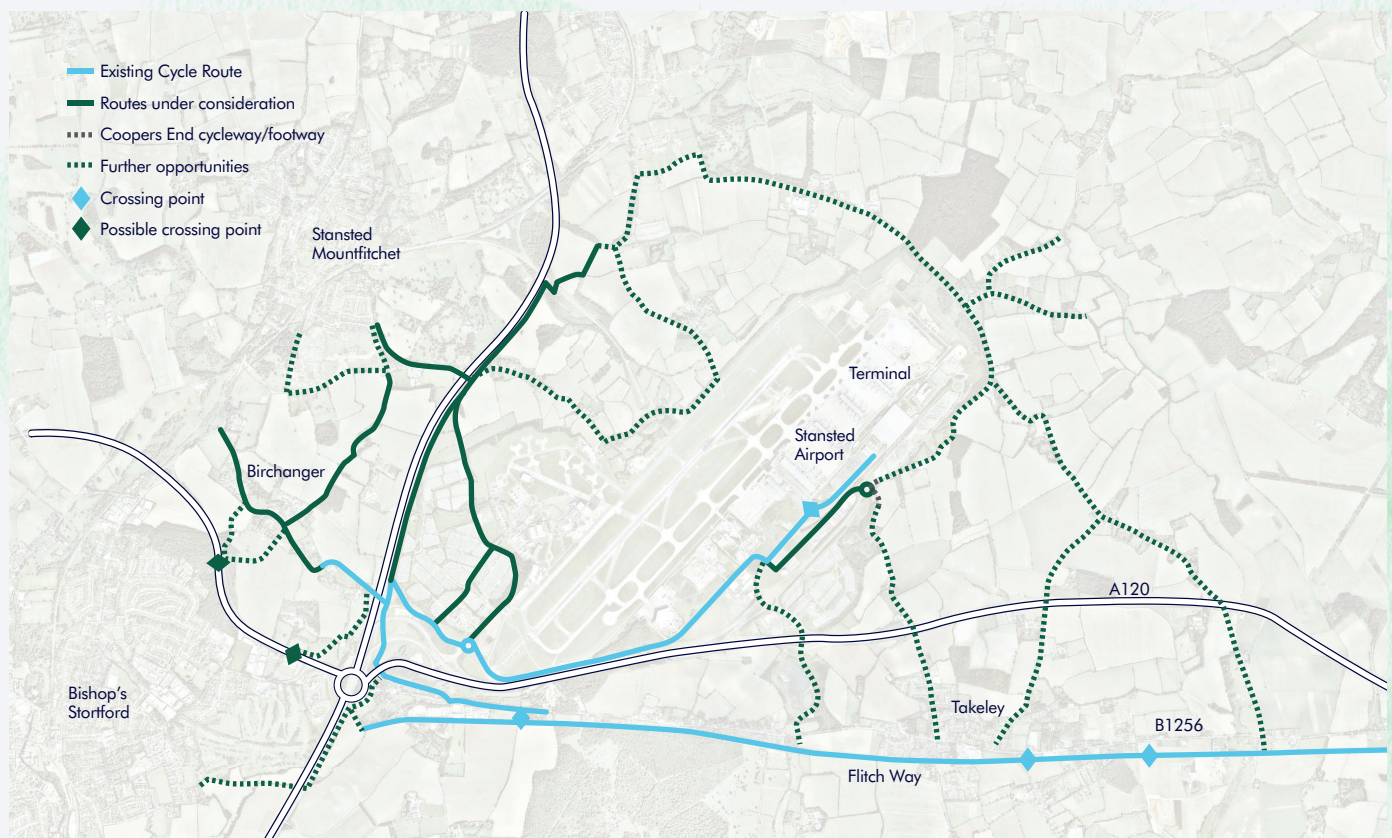 Existing Cycle Route
Routes under consideration
Coopers End cycleway/footway
Further opportunities
Crossing point
Possible crossing point
Stansted
Mountfitchet
Terminal
Stansted
Airport
Birchanger
A120
Bishop's
Stortford
Takeley
B1256
Flitch Way